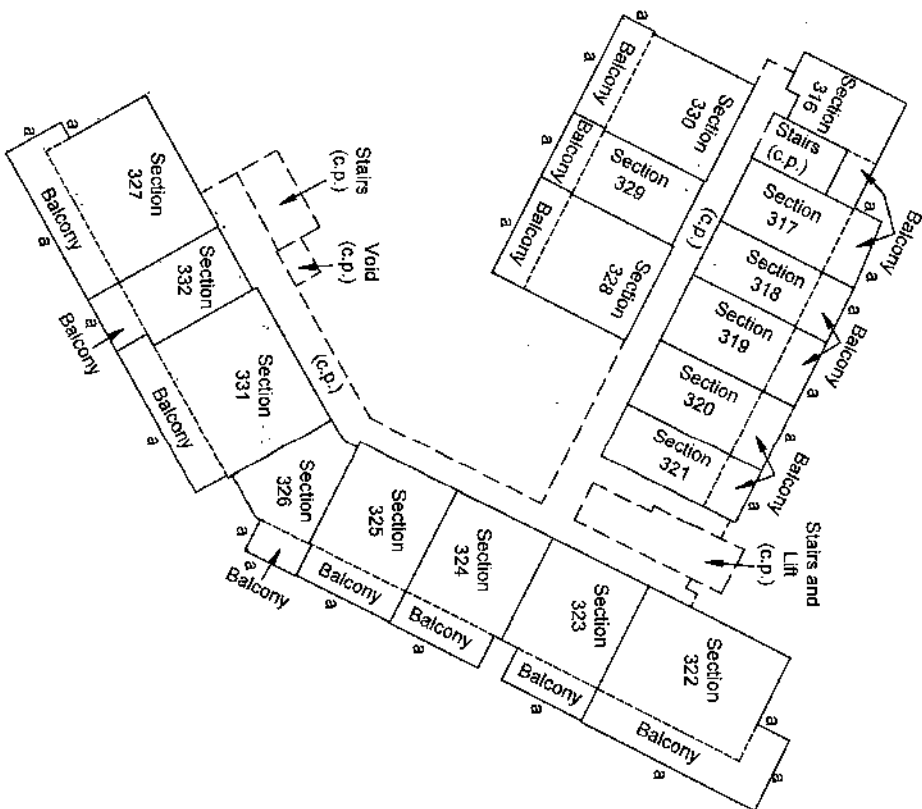 a
a
Balcony
Section
330
Balcony
a
Section
329
Balcony
a
Section
328
(c.p.)
Section
316
Stairs
(c.p.)
Balcony
a
Section
317
a
Section
318
Balcony
a
Section
319
a
Section
320
a
Balcony
Section
321
a
Stairs and
Lift
(c.p.)
Stairs
(c.p.)
Void
(c.p.)
(c.p.)
a
a
Section
327
Balcony
a
Section
332
a
Balcony
Section
331
Balcony
a
Section
326
a
a
Balcony
Section
325
Balcony
a
Section
324
Balcony
a
Section
323
Balcony
a
Section
322
Balcony
a
a
a